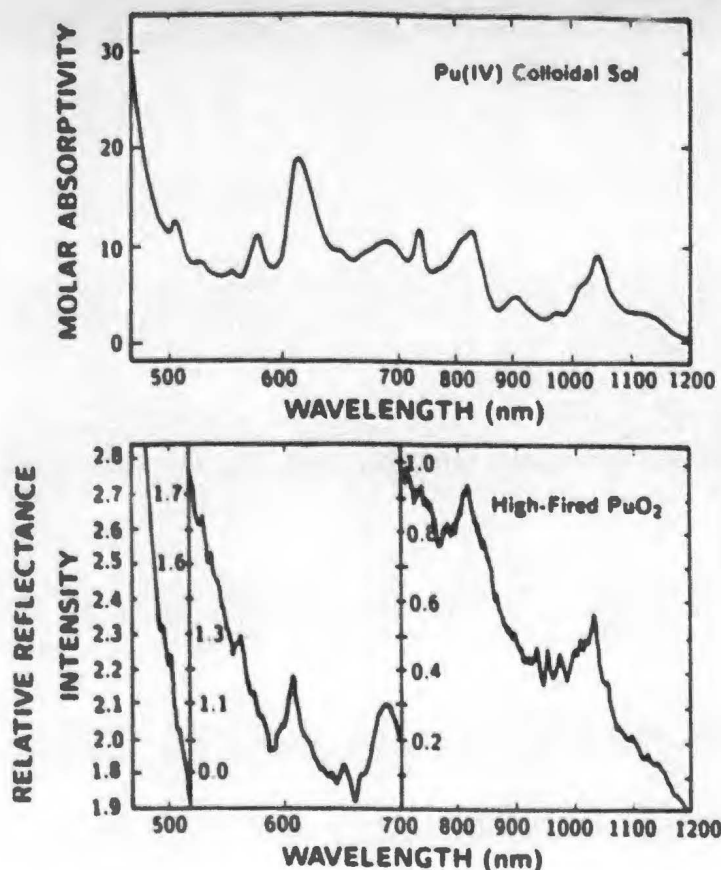 30
20
10
0
MOLAR ABSORPTIVITY
Pu(IV) Colloidal Sol
500 600 700 800 900 1000 1100 1200
WAVELENGTH (nm)
2.8
2.7
2.6
2.5
2.4
2.3
2.2
2.1
2.0
1.8
1.9
RELATIVE REFLECTANCE
INTENSITY
1.7
1.6
1.3
1.1
0.0
1.0
0.8
0.6
0.4
0.2
High-Fired PuO₂
500 600 700 800 900 1000 1100 1200
WAVELENGTH (nm)